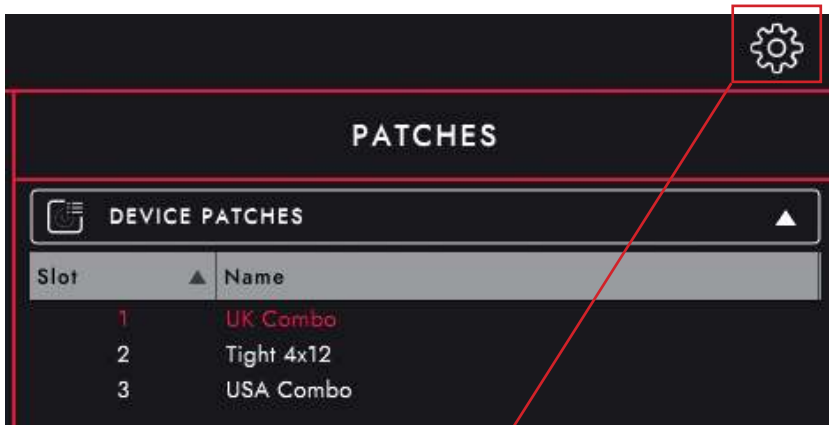 PATCHES
DEVICE PATCHES
Slot Name
1 UK Combo
2 Tight 4x12
3 USA Combo